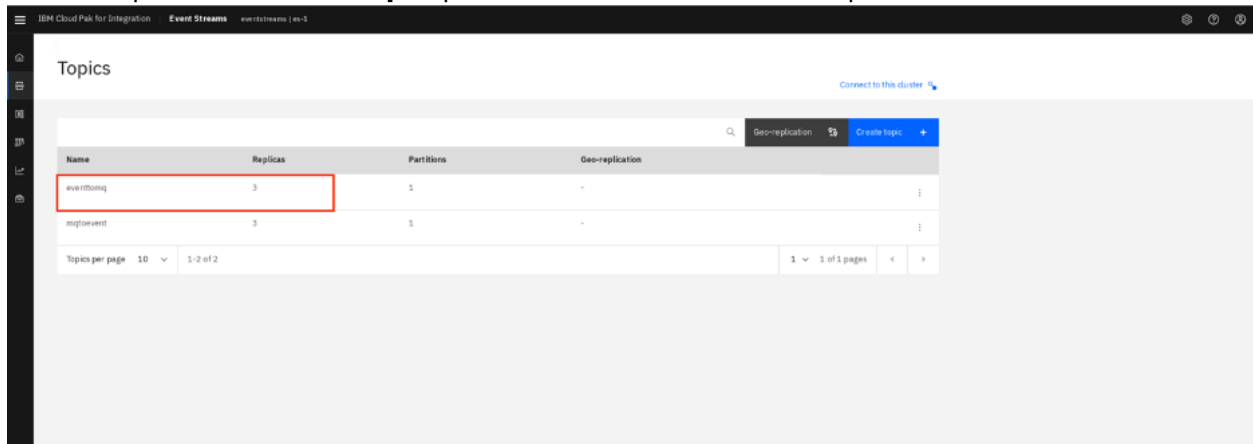 IBM Cloud Pak for Integration Event Streams eventstreams | es-1
Topics
Connect to this cluster
Geo-replication Create topic +
Name Replicas Partitions Geo-replication
eventtomq 3 1 -
mqtoevent 3 1 -
Topics per page 10 1-2 of 2 1 1 of 1 pages